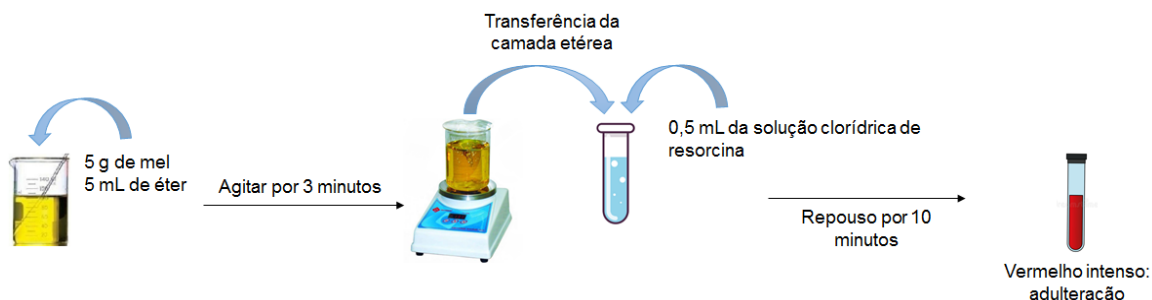 Transferência da
camada etérea
5 g de mel
5 mL de éter
Agitar por 3 minutos
0,5 mL da solução clorídrica de
resorcina
Repouso por 10
minutos
Vermelho intenso:
adulteração